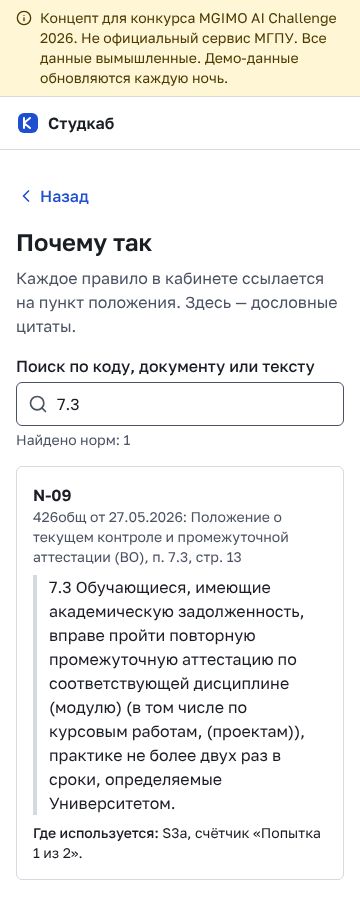 Концепт для конкурса MGIMO AI Challenge
2026. Не официальный сервис МГПУ. Все
данные вымышленные. Демо-данные
обновляются каждую ночь.
Студкаб
Назад
Почему так
Каждое правило в кабинете ссылается
на пункт положения. Здесь — дословные
цитаты.
Поиск по коду, документу или тексту
7.3
Найдено норм: 1
N-09
426общ от 27.05.2026: Положение о
текущем контроле и промежуточной
аттестации (ВО), п. 7.3, стр. 13
7.3 Обучающиеся, имеющие
академическую задолженность,
вправе пройти повторную
промежуточную аттестацию по
соответствующей дисциплине
(модулю) (в том числе по
курсовым работам, (проектам)),
практике не более двух раз в
сроки, определяемые
Университетом.
Где используется: S3a, счётчик «Попытка
1 из 2».